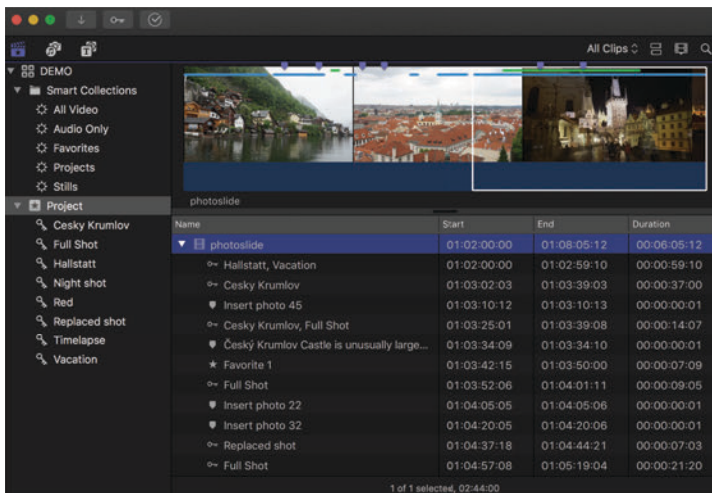 All Clips
DEMO
Smart Collections
All Video
Audio Only
Favorites
Projects
Stills
Project
Cesky Krumlov
Full Shot
Hallstatt
Night shot
Red
Replaced shot
Timelapse
Vacation
photoslide
Name Start End Duration
photoslide 01:02:00:00 01:08:05:12 00:06:05:12
Hallstatt, Vacation 01:02:00:00 01:02:59:10 00:00:59:10
Cesky Krumlov 01:03:02:03 01:03:39:03 00:00:37:00
Insert photo 45 01:03:10:12 01:03:10:13 00:00:00:01
Cesky Krumlov, Full Shot 01:03:25:01 01:03:39:08 00:00:14:07
Český Krumlov Castle is unusually large... 01:03:34:09 01:03:34:10 00:00:00:01
Favorite 1 01:03:42:15 01:03:50:00 00:00:07:09
Full Shot 01:03:52:06 01:04:01:11 00:00:09:05
Insert photo 22 01:04:05:05 01:04:05:06 00:00:00:01
Insert photo 32 01:04:20:05 01:04:20:06 00:00:00:01
Replaced shot 01:04:37:18 01:04:44:21 00:00:07:03
Full Shot 01:04:57:08 01:05:19:04 00:00:21:20
1 of 1 selected, 02:44:00